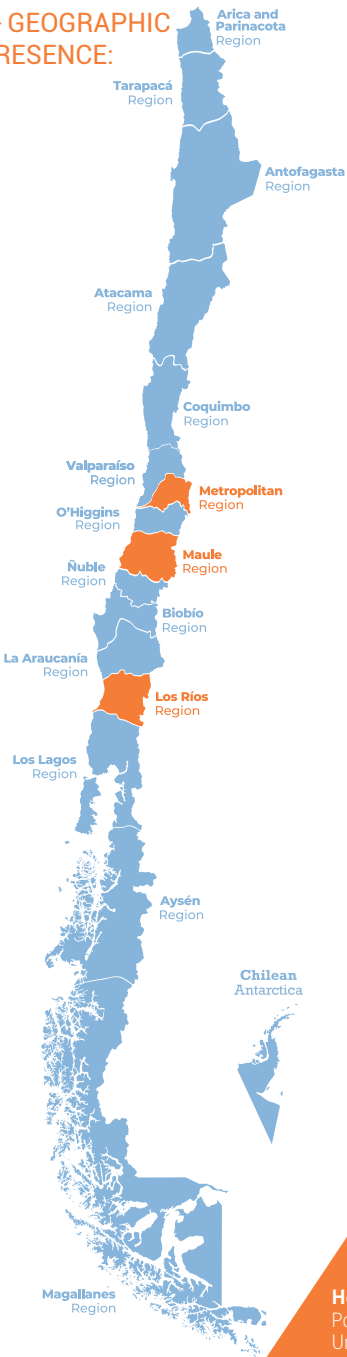 GEOGRAPHIC
RESENCE:
Arica and
Parinacota
Region
Tarapacá
Region
Antofagasta
Region
Atacama
Region
Coquimbo
Region
Valparaíso
Region
Metropolitan
Region
O'Higgins
Region
Maule
Region
Ñuble
Region
Biobío
Region
La Araucanía
Region
Los Ríos
Region
Los Lagos
Region
Aysén
Region
Chilean
Antarctica
Magallanes
Region